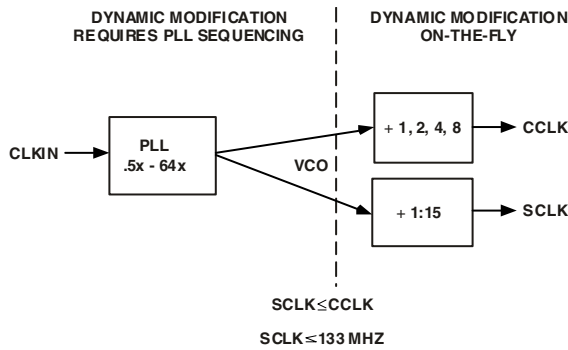 DYNAMIC MODIFICATION
REQUIRES PLL SEQUENCING
DYNAMIC MODIFICATION
ON-THE-FLY
CLKIN
PLL
.5x - 64x
VCO
+ 1, 2, 4, 8
CCLK
+ 1:15
SCLK
SCLK≤CCLK
SCLK≤133 MHZ